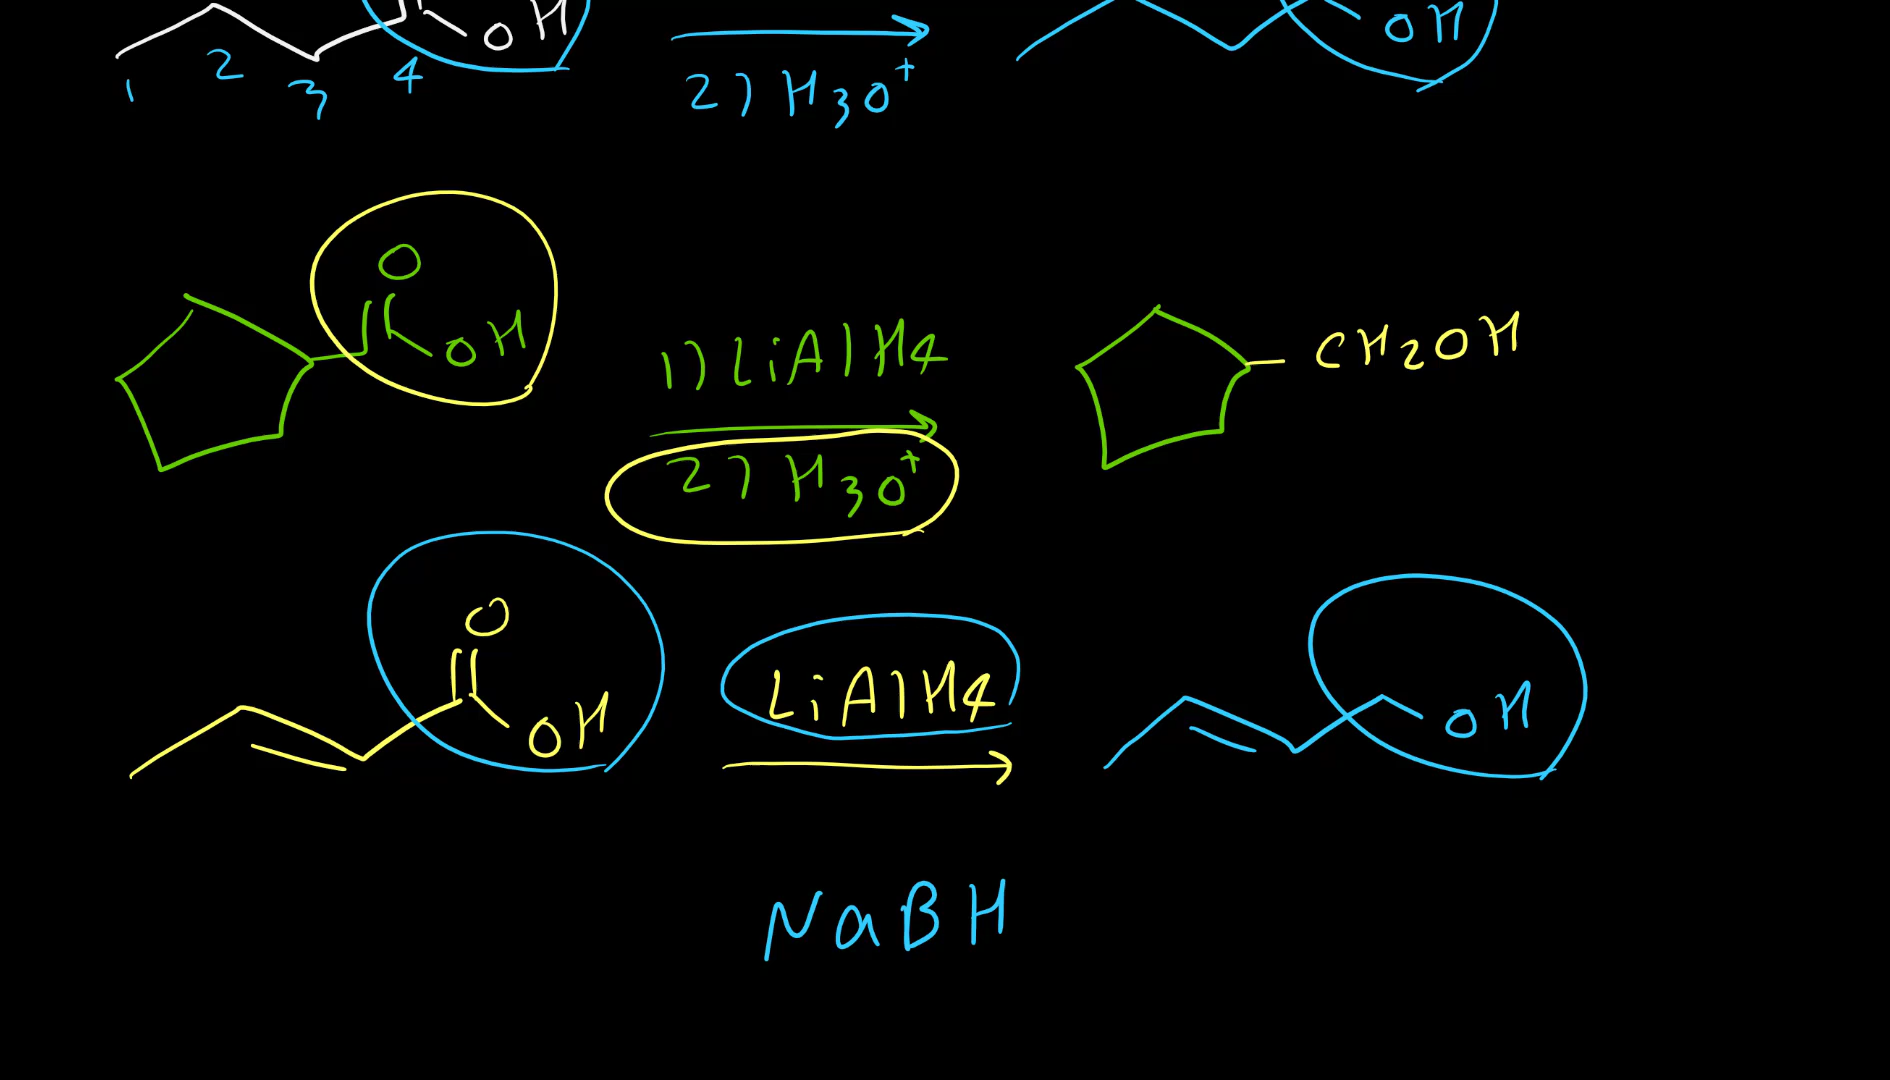 OH
OH
1 2 3 4
2) H3O+
O
OH
1) LiAlH4
CH2OH
2) H3O+
O
OH
LiAlH4
OH
NaBH